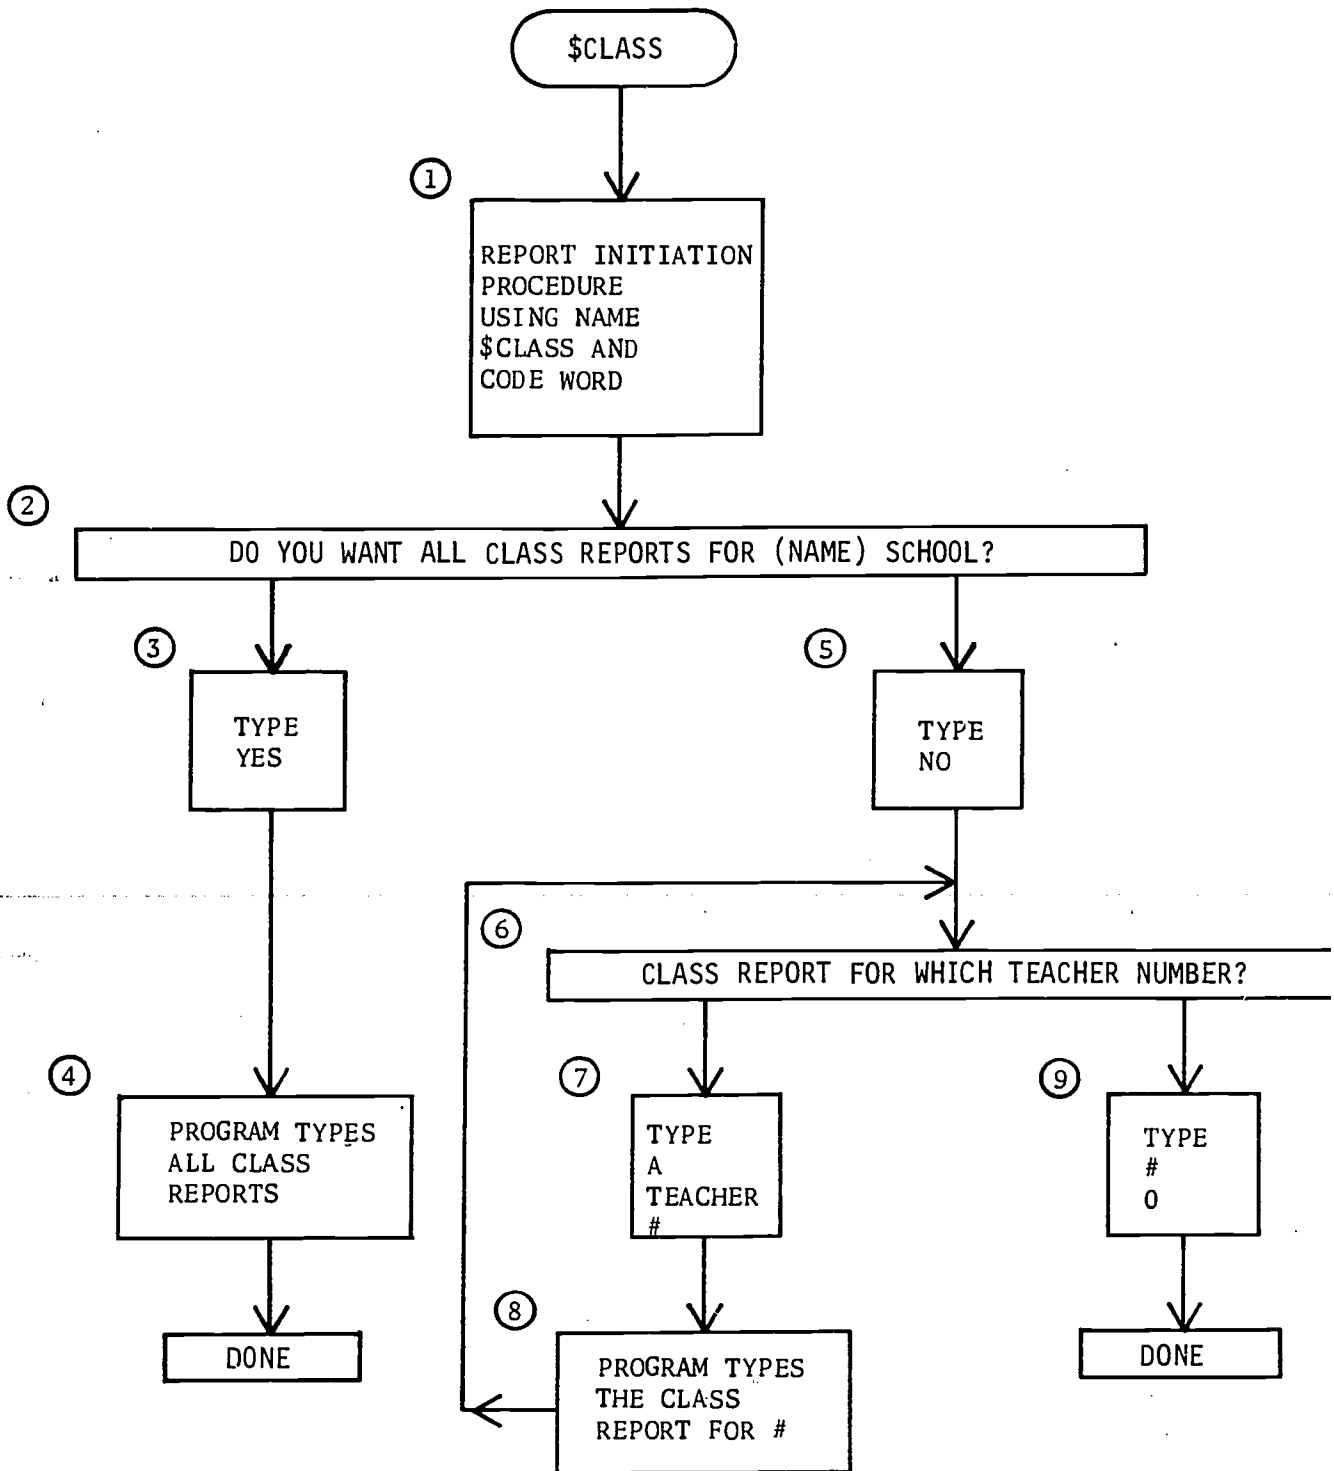 $CLASS
1
REPORT INITIATION
PROCEDURE
USING NAME
$CLASS AND
CODE WORD
2
DO YOU WANT ALL CLASS REPORTS FOR (NAME) SCHOOL?
3
TYPE
YES
5
TYPE
NO
6
CLASS REPORT FOR WHICH TEACHER NUMBER?
4
PROGRAM TYPES
ALL CLASS
REPORTS
DONE
7
TYPE
A
TEACHER
#
8
PROGRAM TYPES
THE CLASS
REPORT FOR #
9
TYPE
#
0
DONE